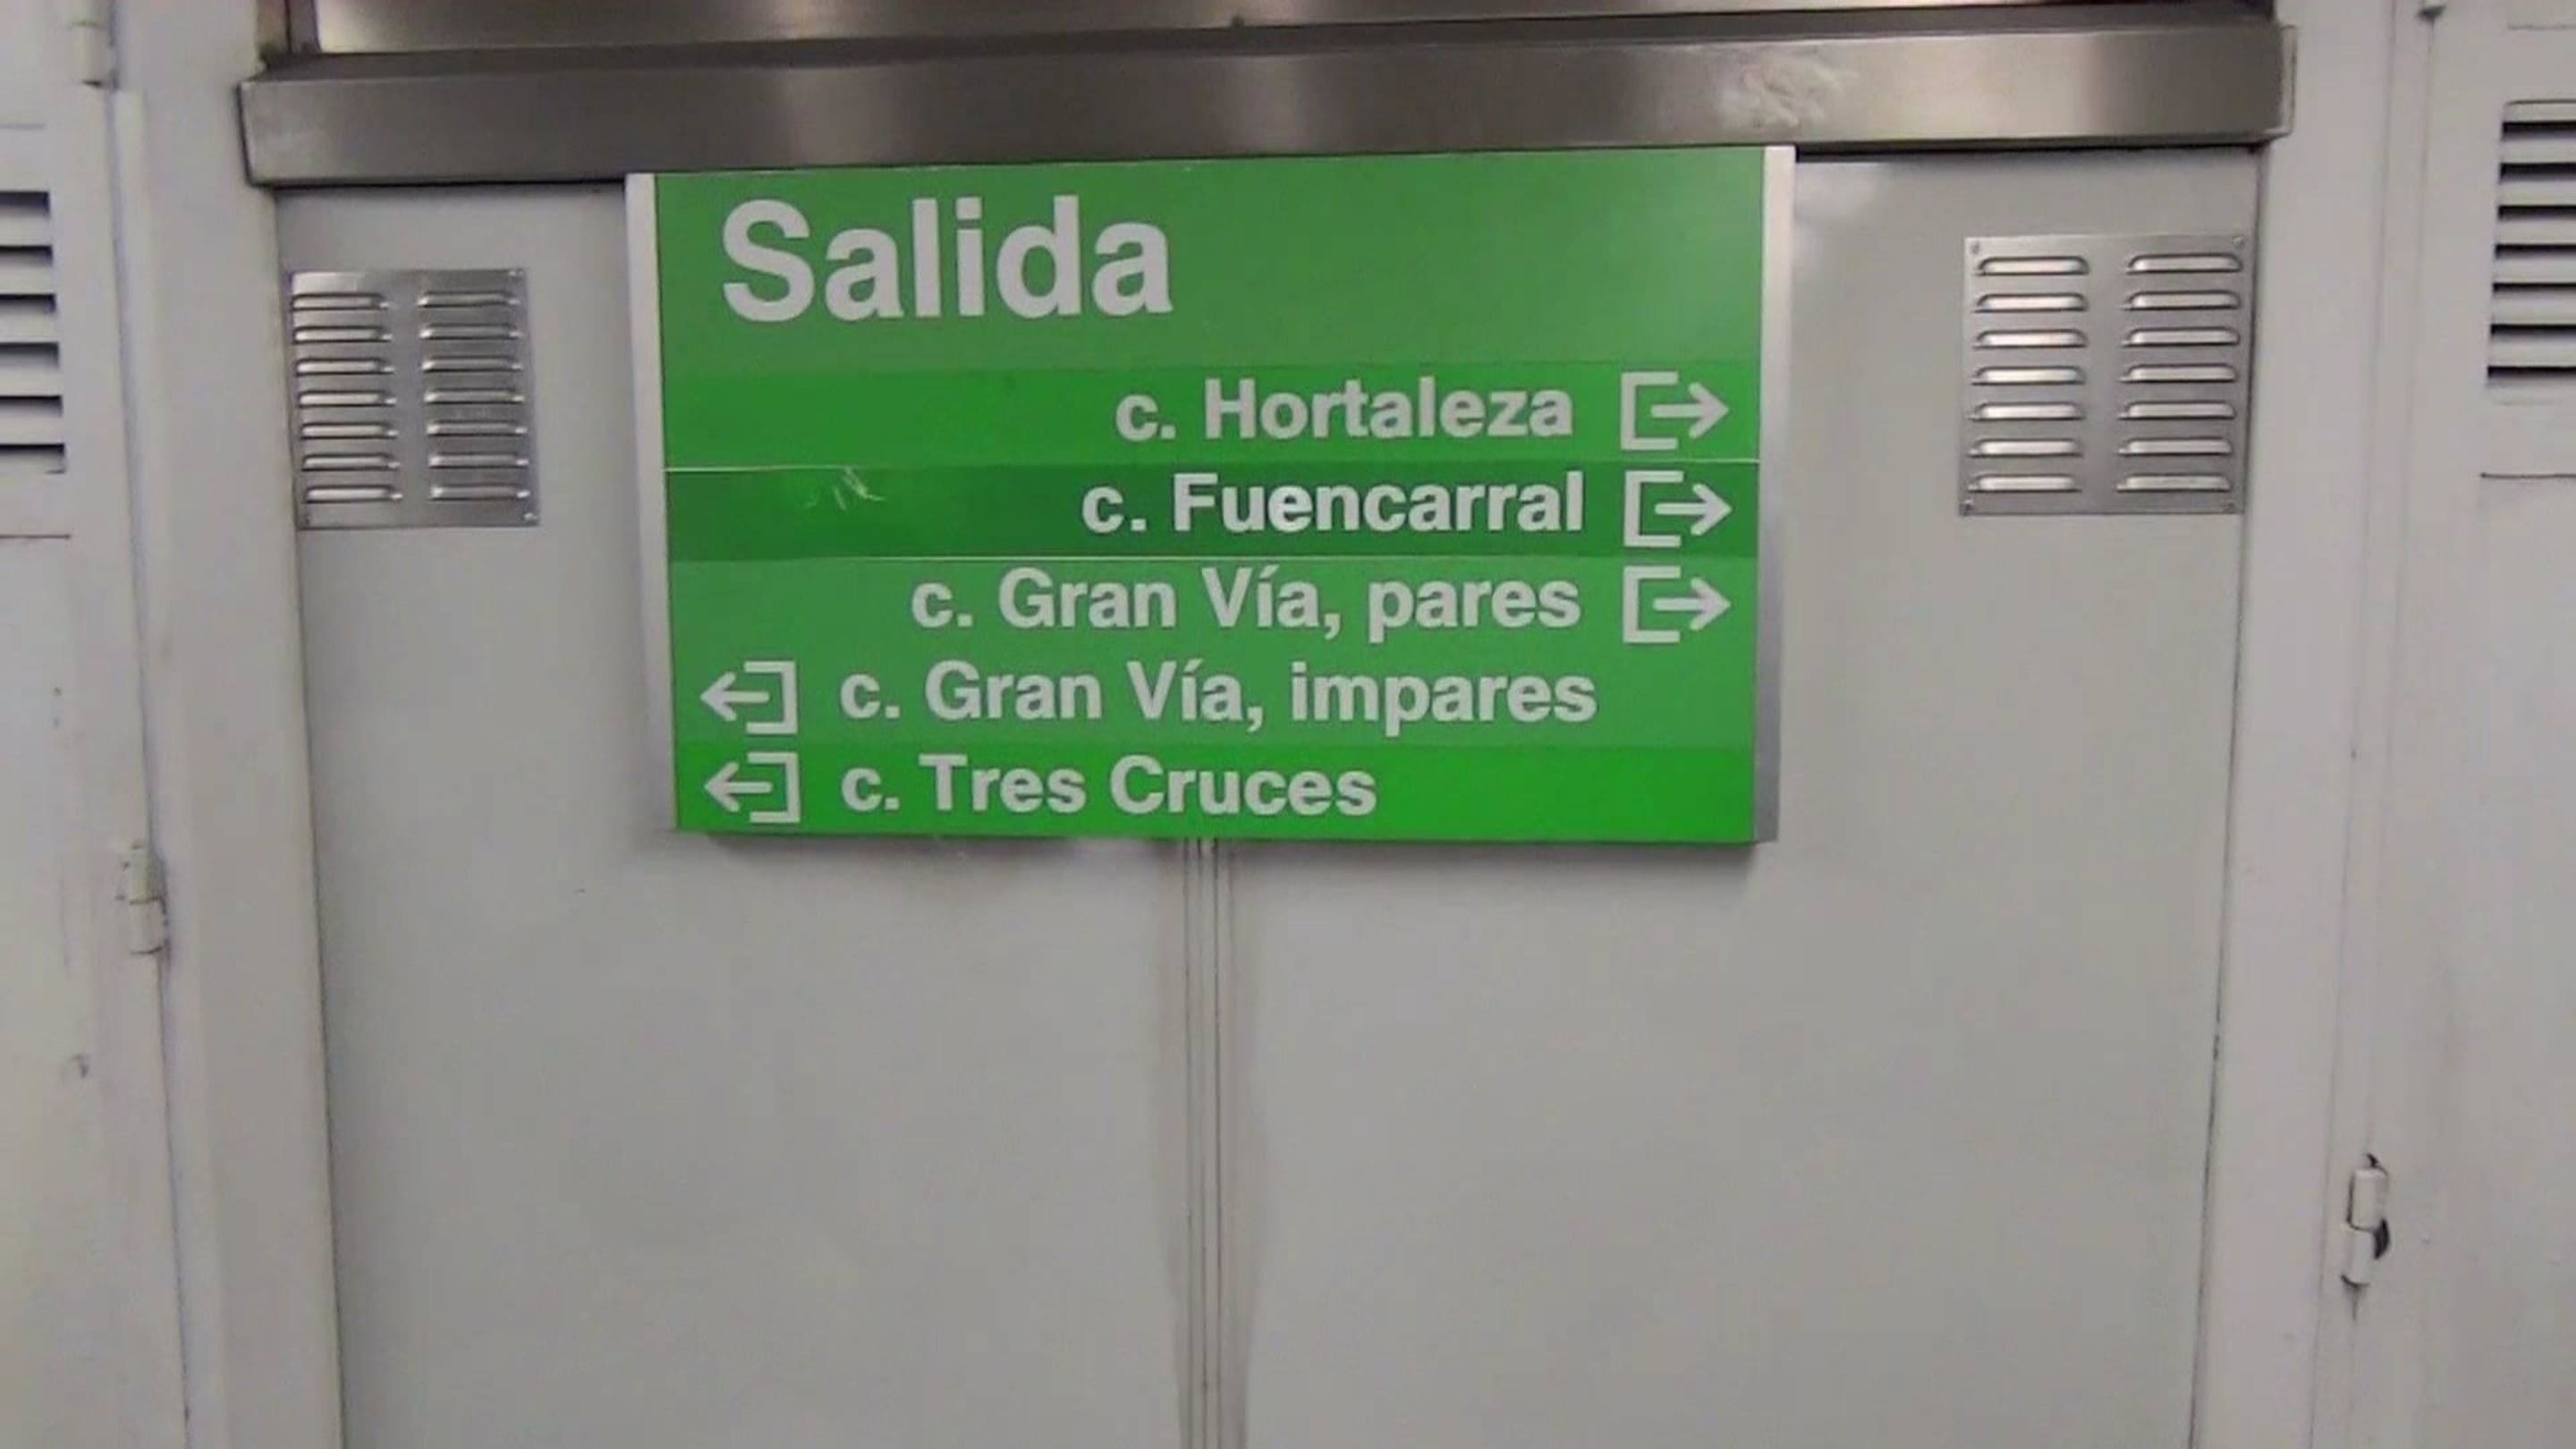 Salida
c. Hortaleza
c. Fuencarral
c. Gran Vía, pares
c. Gran Vía, impares
c. Tres Cruces